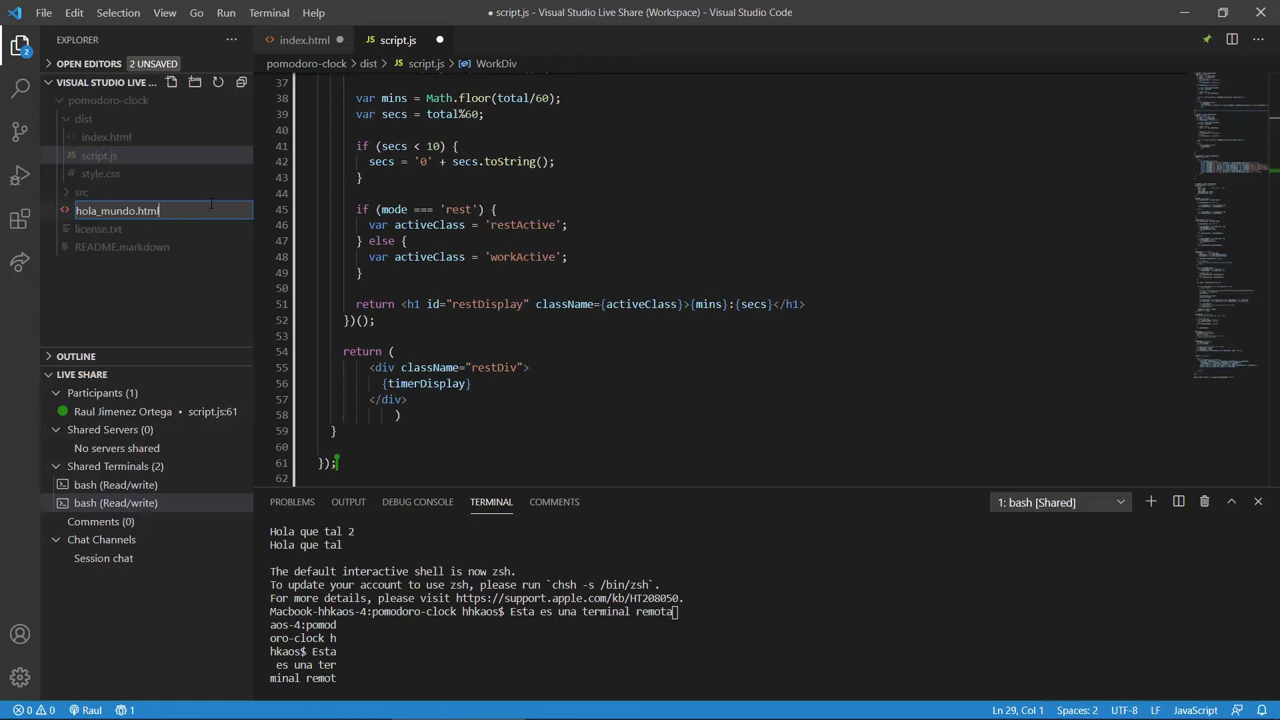 File Edit Selection View Go Run Terminal Help
● script.js - Visual Studio Live Share (Workspace) - Visual Studio Code
EXPLORER
OPEN EDITORS 2 UNSAVED
VISUAL STUDIO LIVE ...
pomodoro-clock
dist
index.html
script.js
style.css
src
hola_mundo.html
license.txt
README.markdown
OUTLINE
LIVE SHARE
Participants (1)
Raul Jimenez Ortega • script.js:61
Shared Servers (0)
No servers shared
Shared Terminals (2)
bash (Read/write)
bash (Read/write)
Comments (0)
Chat Channels
Session chat
index.html
JS script.js
pomodoro-clock > dist > JS script.js > WorkDiv
37
38 var mins = Math.floor(total/60);
39 var secs = total%60;
40
41 if (secs < 10) {
42 secs = '0' + secs.toString();
43 }
44
45 if (mode === 'rest') {
46 var activeClass = 'restActive';
47 else {
48 var activeClass = 'workActive';
49 }
50
51 return <h1 id="restDisplay" className={activeClass}>{mins}:{secs}</h1>
52 })();
53
54 return (
55 <div className="restDiv">
56 {timerDisplay}
57 </div>
58 )
59 }
60
61 });
62
PROBLEMS OUTPUT DEBUG CONSOLE TERMINAL COMMENTS
1: bash [Shared]
Hola que tal 2
Hola que tal
The default interactive shell is now zsh.
To update your account to use zsh, please run `chsh -s /bin/zsh`.
For more details, please visit https://support.apple.com/kb/HT208050.
Macbook-hhkaos-4:pomodoro-clock hhkaos$ Esta es una terminal remota
aos-4:pomod
oro-clock h
hkaos$ Esta
es una ter
minal remot
0 0 Raul 1
Ln 29, Col 1 Spaces: 2 UTF-8 LF JavaScript